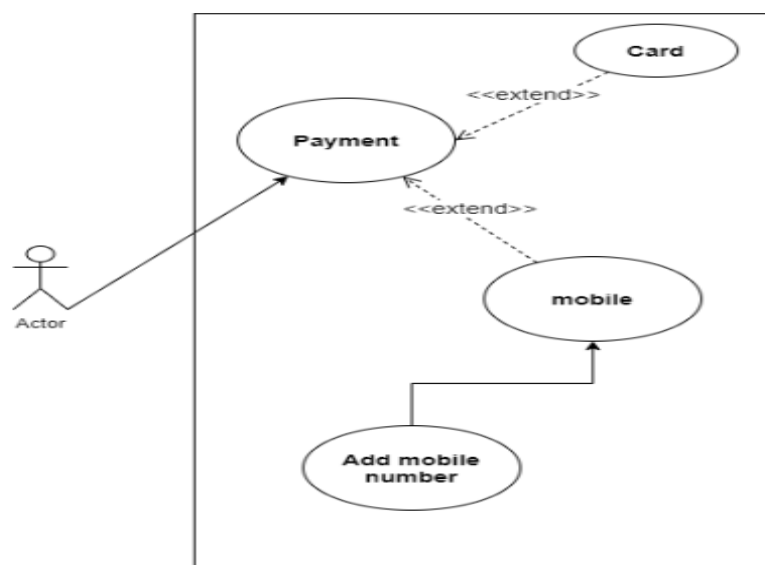 Card
<<extend>>
Payment
<<extend>>
mobile
Actor
Add mobile
number